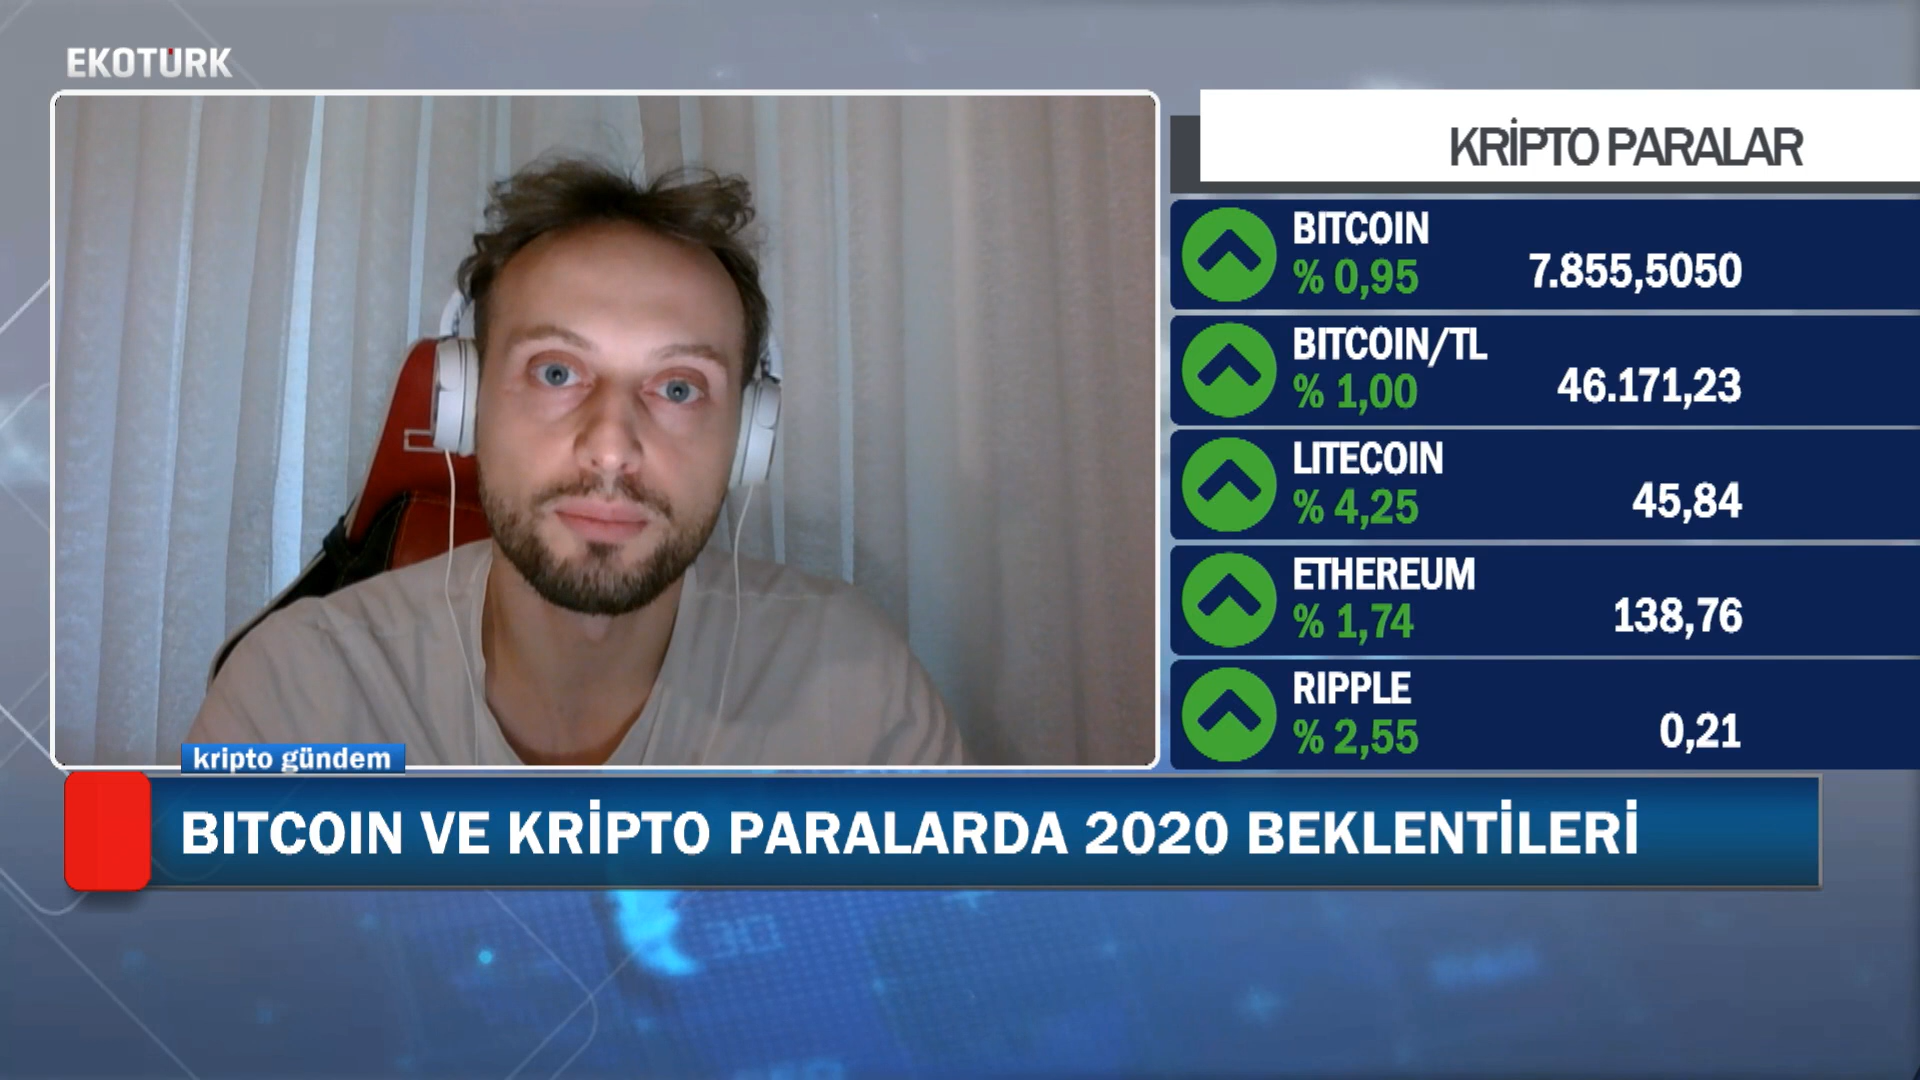 EKOTÜRK
KRİPTO PARALAR
BITCOIN
% 0,95
7.855,5050
BITCOIN/TL
% 1,00
46.171,23
LITECOIN
% 4,25
45,84
ETHEREUM
% 1,74
138,76
RIPPLE
% 2,55
0,21
kripto gündem
BITCOIN VE KRİPTO PARALARDA 2020 BEKLENTİLERİ